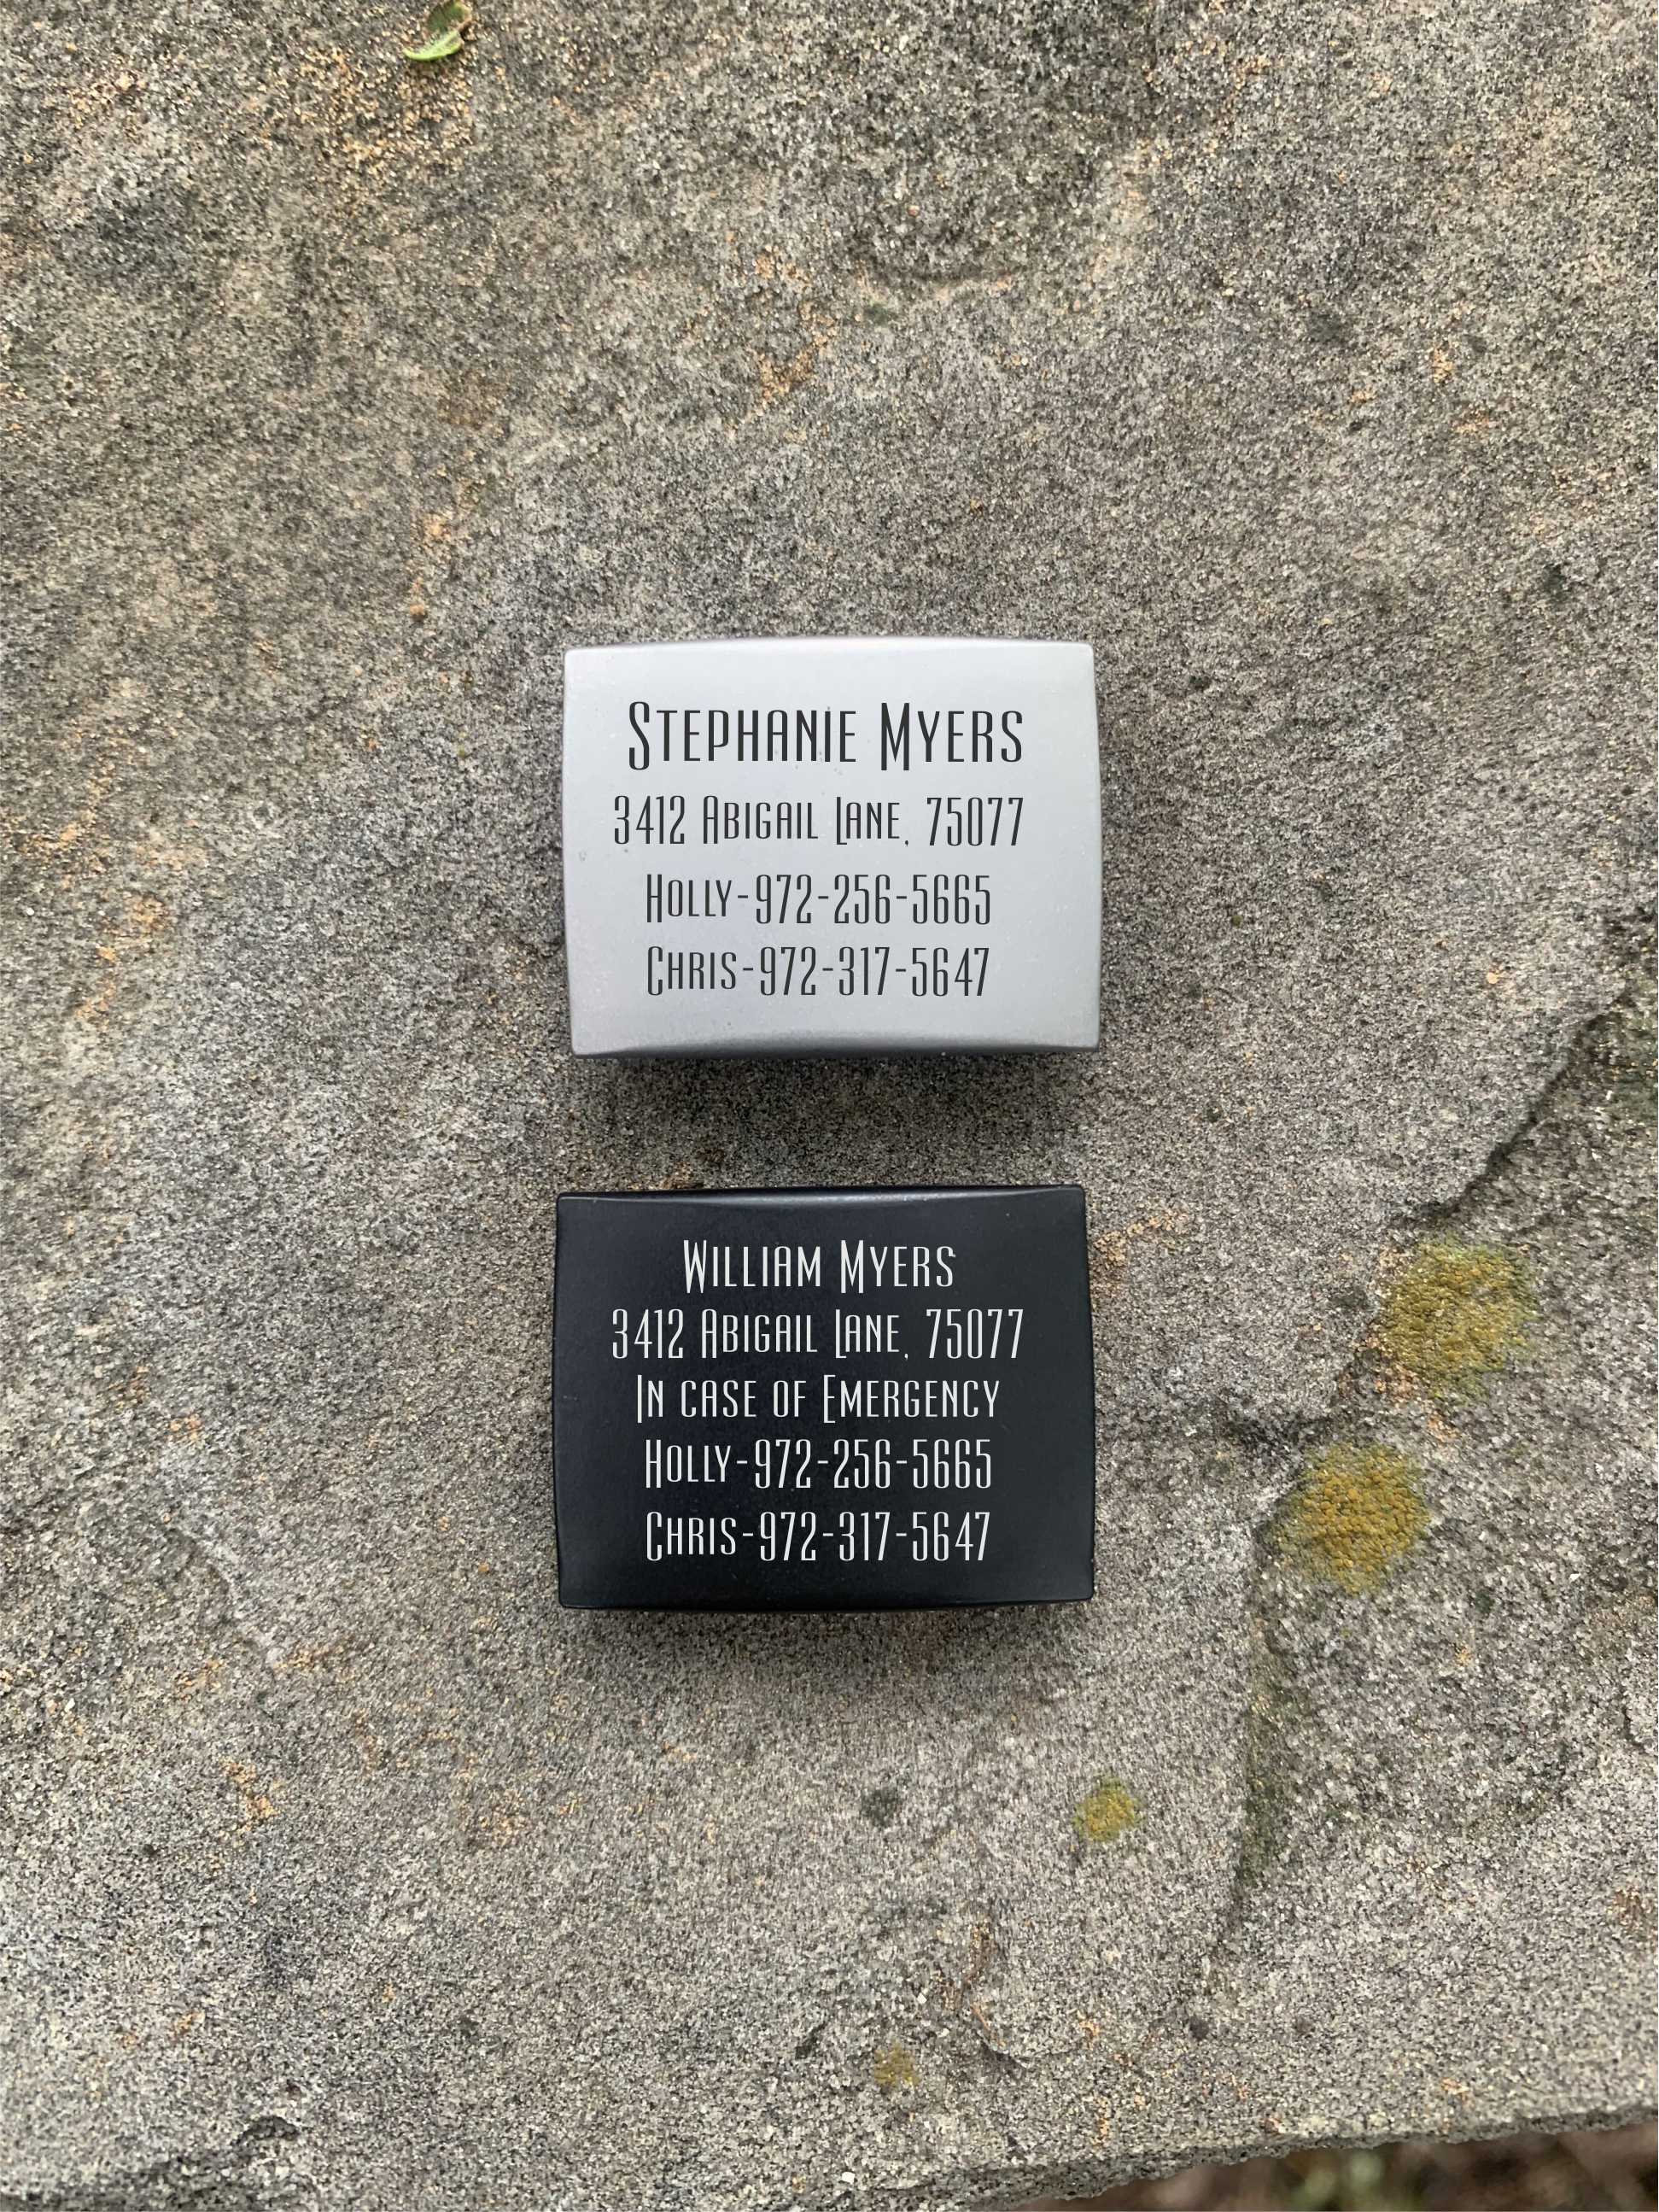 Stephanie Myers
3412 Abigail Lane, 75077
Holly-972-256-5665
Chris-972-317-5647
William Myers
3412 Abigail Lane, 75077
In case of Emergency
Holly-972-256-5665
Chris-972-317-5647